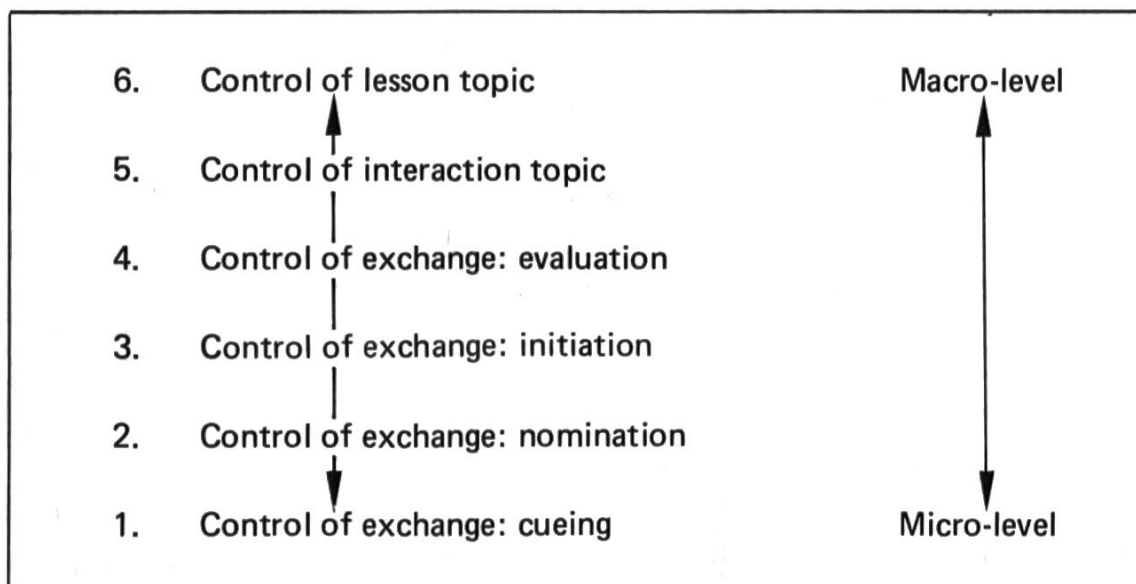 6. Control of lesson topic Macro-level
5. Control of interaction topic
4. Control of exchange: evaluation
3. Control of exchange: initiation
2. Control of exchange: nomination
1. Control of exchange: cueing Micro-level